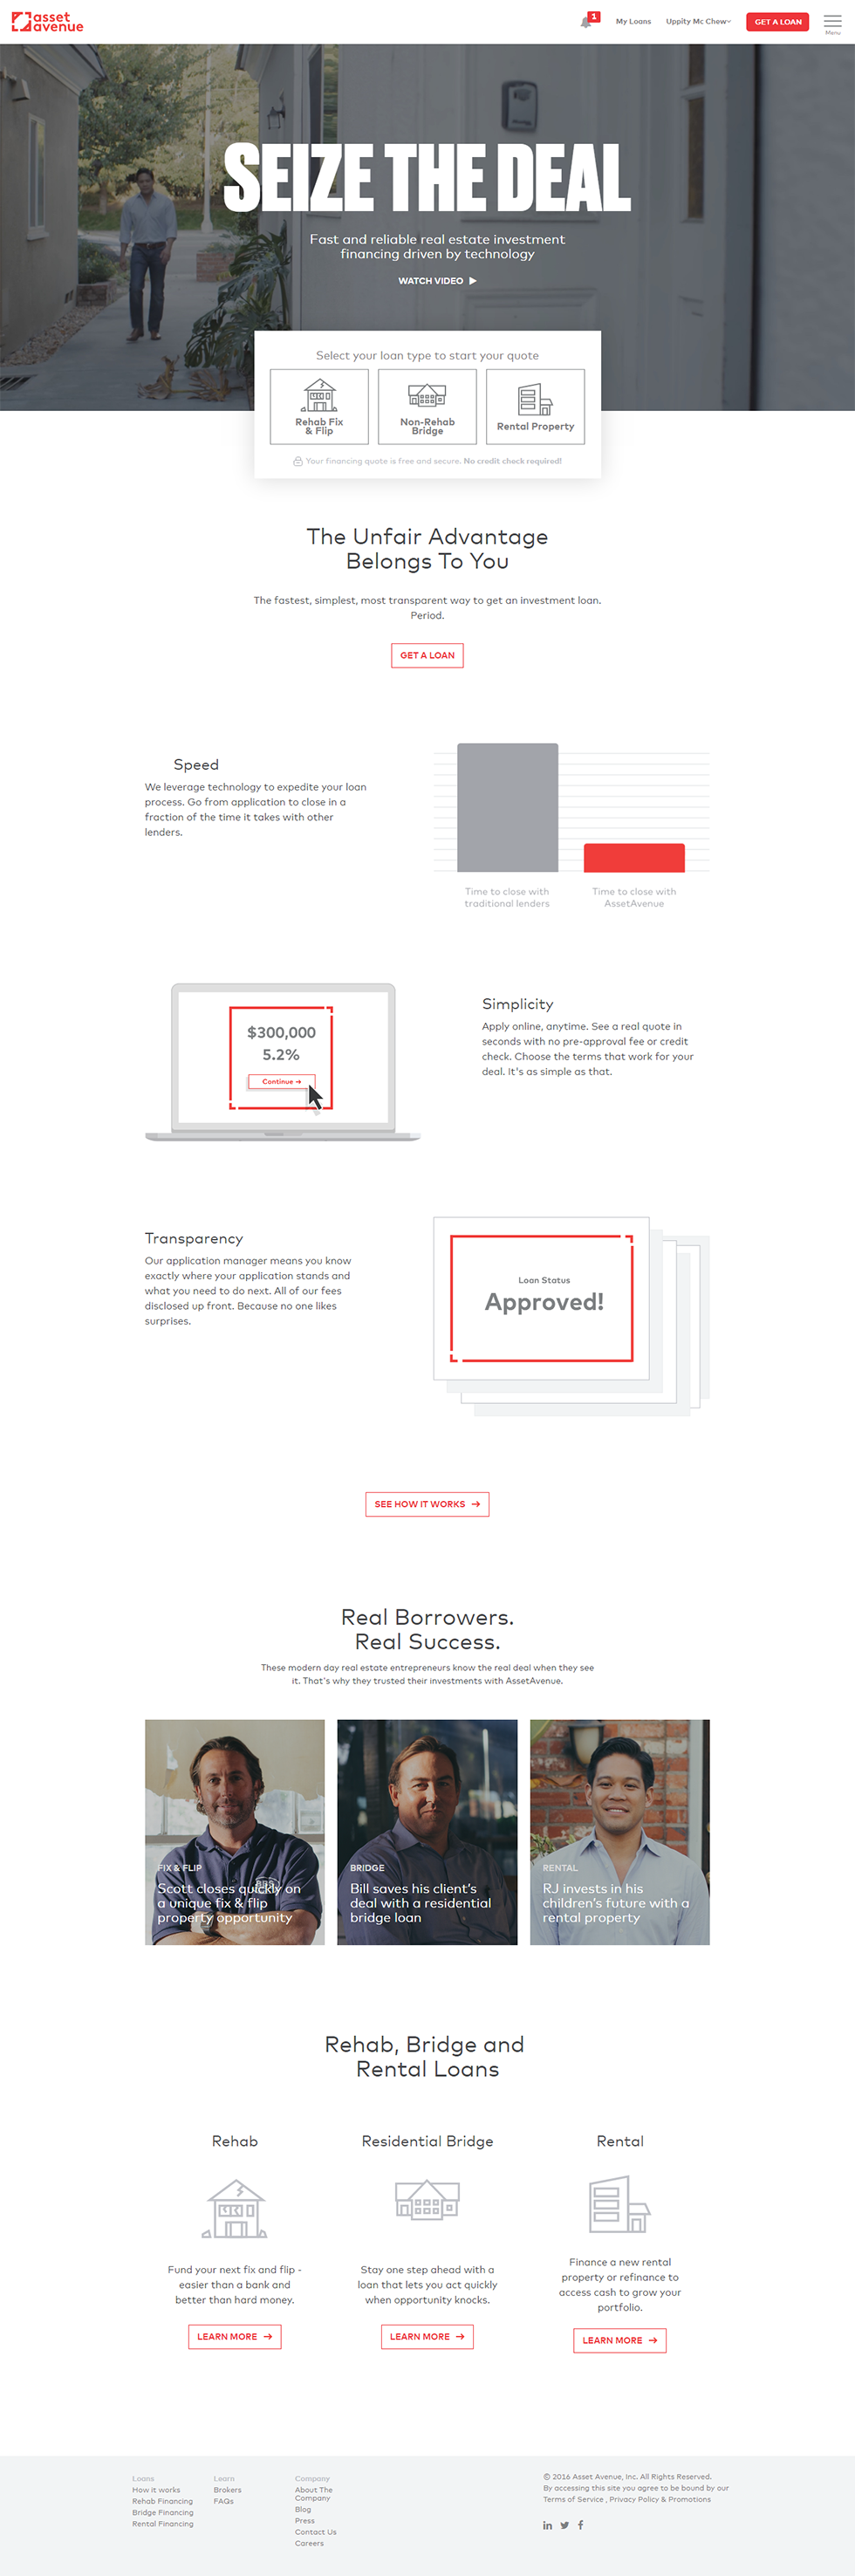 asset
avenue
1
My Loans
Uppity Mc Chew
GET A LOAN
Menu
SEIZE THE DEAL
Fast and reliable real estate investment
financing driven by technology
WATCH VIDEO
Select your loan type to start your quote
Rehab Fix
& Flip
Non-Rehab
Bridge
Rental Property
Your financing quote is free and secure. No credit check required!
The Unfair Advantage
Belongs To You
The fastest, simplest, most transparent way to get an investment loan.
Period.
GET A LOAN
Speed
We leverage technology to expedite your loan
process. Go from application to close in a
fraction of the time it takes with other
lenders.
Time to close with
traditional lenders
Time to close with
AssetAvenue
$300,000
5.2%
Continue →
Simplicity
Apply online, anytime. See a real quote in
seconds with no pre-approval fee or credit
check. Choose the terms that work for your
deal. It's as simple as that.
Transparency
Our application manager means you know
exactly where your application stands and
what you need to do next. All of our fees
disclosed up front. Because no one likes
surprises.
Loan Status
Approved!
SEE HOW IT WORKS →
Real Borrowers.
Real Success.
These modern day real estate entrepreneurs know the real deal when they see
it. That's why they trusted their investments with AssetAvenue.
FIX & FLIP
Scott closes quickly on
a unique fix & flip
property opportunity
BRIDGE
Bill saves his client's
deal with a residential
bridge loan
RENTAL
RJ invests in his
children's future with a
rental property
Rehab, Bridge and
Rental Loans
Rehab
Fund your next fix and flip -
easier than a bank and
better than hard money.
LEARN MORE →
Residential Bridge
Stay one step ahead with a
loan that lets you act quickly
when opportunity knocks.
LEARN MORE →
Rental
Finance a new rental
property or refinance to
access cash to grow your
portfolio.
LEARN MORE →
Loans
How it works
Rehab Financing
Bridge Financing
Rental Financing
Learn
Brokers
FAQs
Company
About The
Company
Blog
Press
Contact Us
Careers
© 2016 Asset Avenue, Inc. All Rights Reserved.
By accessing this site you agree to be bound by our
Terms of Service , Privacy Policy & Promotions